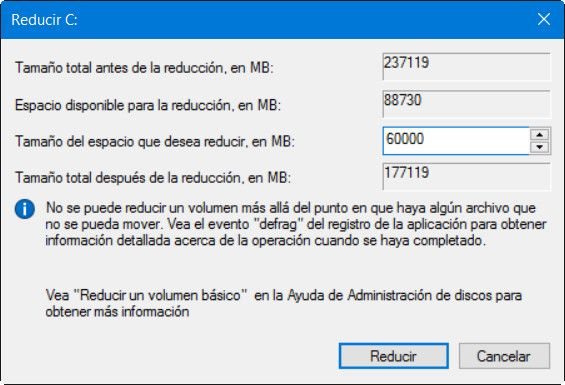 Reducir C:
Tamaño total antes de la reducción, en MB: 237119
Espacio disponible para la reducción, en MB: 88730
Tamaño del espacio que desea reducir, en MB: 60000
Tamaño total después de la reducción, en MB: 177119
No se puede reducir un volumen más allá del punto en que haya algún archivo que
no se pueda mover. Vea el evento "defrag" del registro de la aplicación para obtener
información detallada acerca de la operación cuando se haya completado.
Vea "Reducir un volumen básico" en la Ayuda de Administración de discos para
obtener más información
Reducir Cancelar